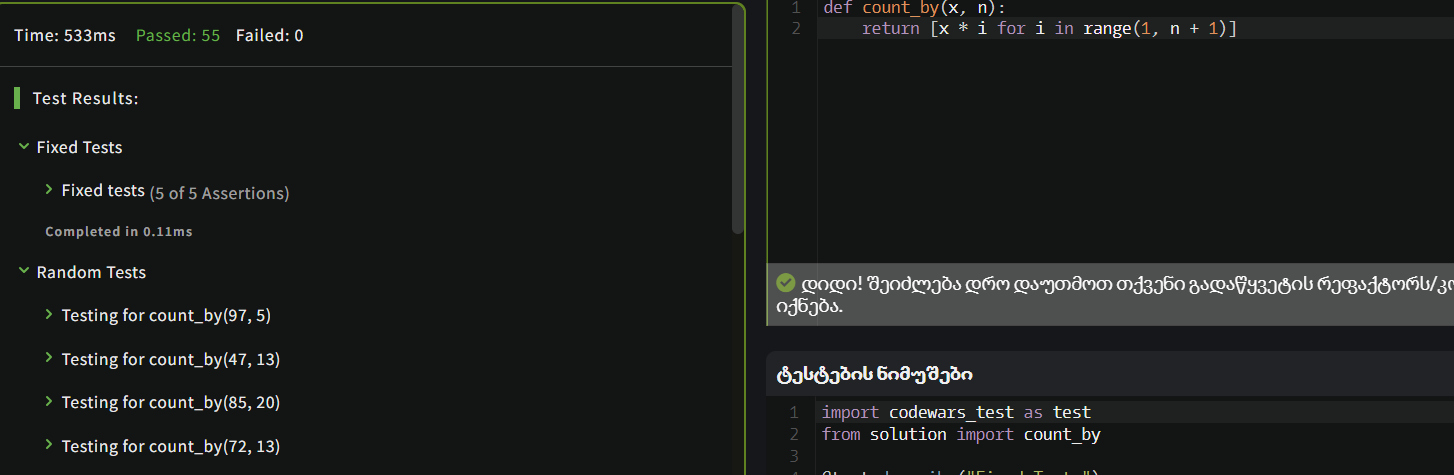 Time: 533ms Passed: 55 Failed: 0
Test Results:
Fixed Tests
Fixed tests (5 of 5 Assertions)
Completed in 0.11ms
Random Tests
Testing for count_by(97, 5)
Testing for count_by(47, 13)
Testing for count_by(85, 20)
Testing for count_by(72, 13)
1 def count_by(x, n):
2 return [x * i for i in range(1, n + 1)]
დიდი! შეიძლება დრო დაუთმოთ თქვენი გადაწყვეტის რეფაქტორს/კო
იქნება.
ტესტების ნიმუშები
1 import codewars_test as test
2 from solution import count_by
3